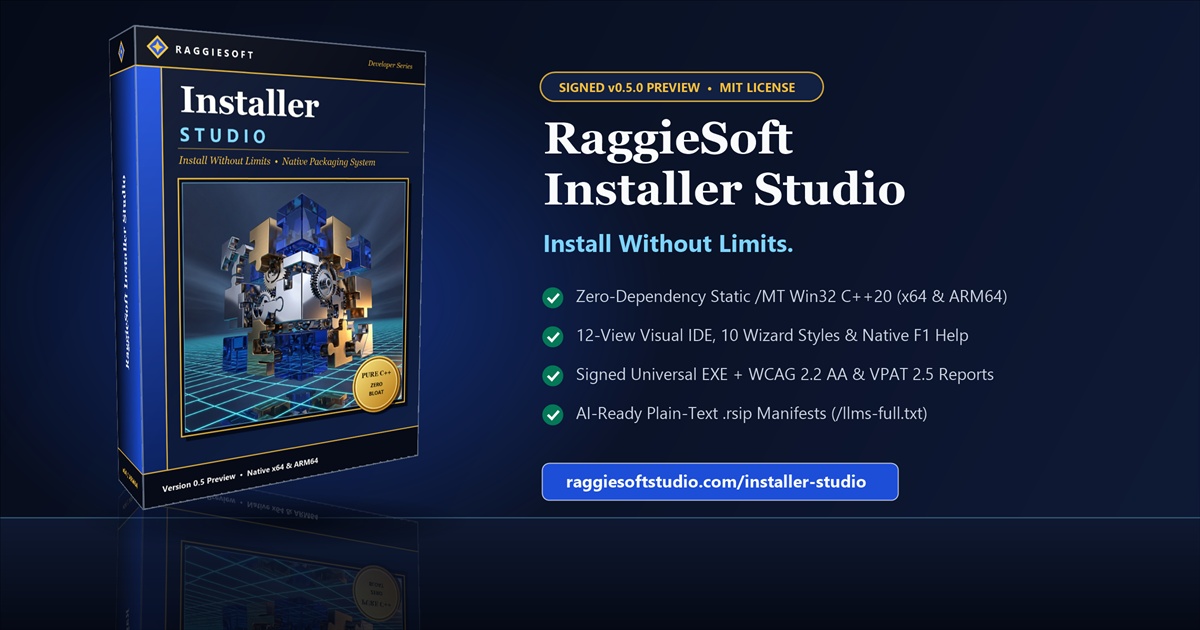 RAGGIESOFT
Developer Series
Installer
STUDIO
Install Without Limits • Native Packaging System
RaggieSoft Installer Studio
PURE C++
ZERO
BLOAT
Version 0.5 Preview • Native x64 & ARM64
SIGNED v0.5.0 PREVIEW • MIT LICENSE
RaggieSoft
Installer Studio
Install Without Limits.
Zero-Dependency Static /MT Win32 C++20 (x64 & ARM64)
12-View Visual IDE, 10 Wizard Styles & Native F1 Help
Signed Universal EXE + WCAG 2.2 AA & VPAT 2.5 Reports
AI-Ready Plain-Text .rsip Manifests (/llms-full.txt)
raggiesoftstudio.com/installer-studio